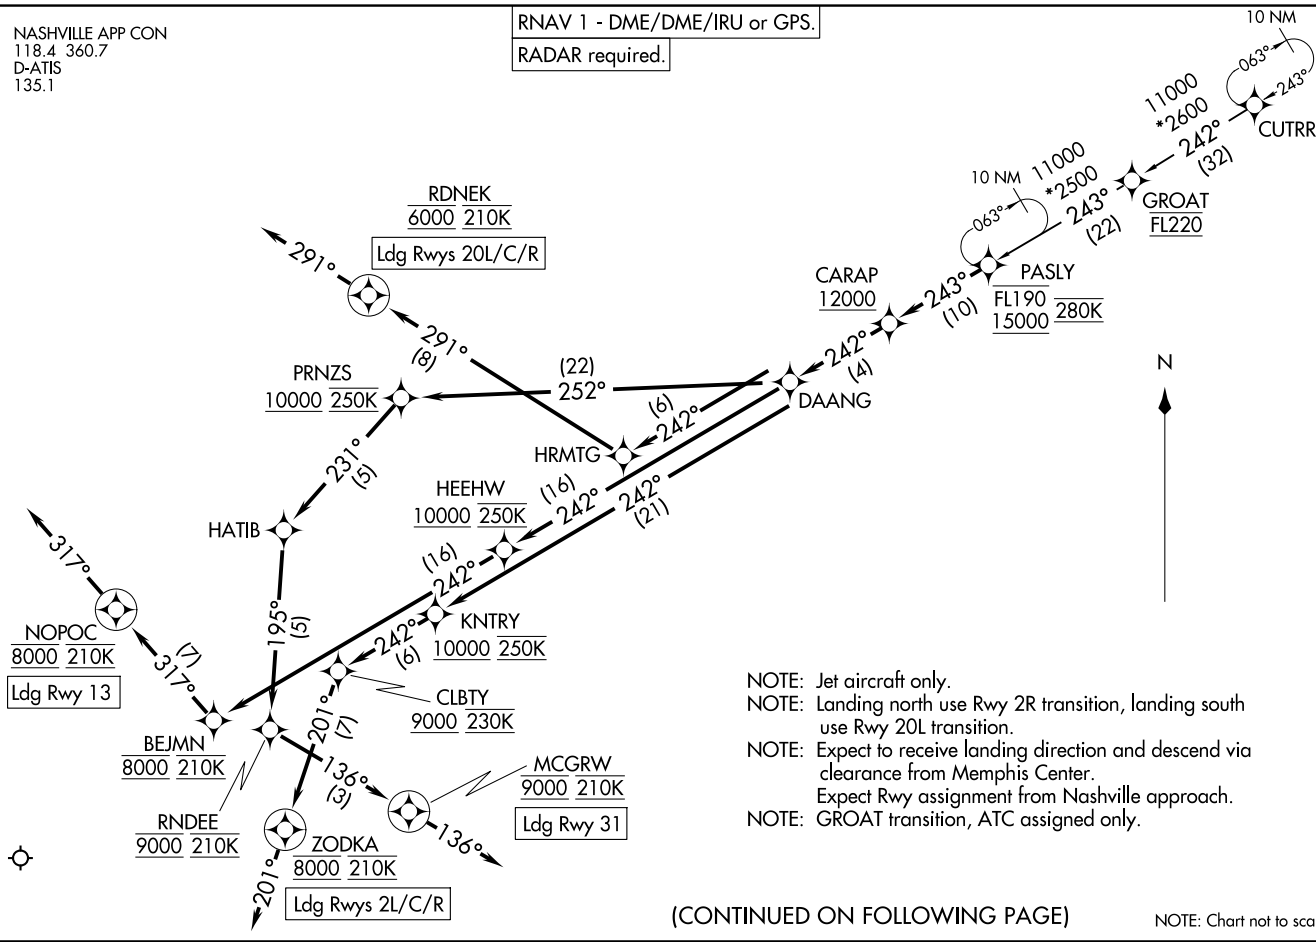 NASHVILLE APP CON
118.4 360.7
D-ATIS
135.1
RNAV 1 - DME/DME/IRU or GPS.
RADAR required.
10 NM
063°
243°
CUTRR
11000
*2600
242°
(32)
GROAT
FL220
10 NM
11000
*2500
243°
(22)
063°
PASLY
FL190
15000
280K
243°
(10)
CARAP
12000
242°
(4)
DAANG
N
RDNEK
6000 210K
Ldg Rwys 20L/C/R
291°
291°
(8)
(22)
252°
PRNZS
10000 250K
(6)
242°
HRMTG
231°
(5)
HEEHW
10000 250K
(16)
242°
242°
(21)
HATIB
317°
(16)
242°
195°
(5)
KNTRY
10000 250K
NOPOC
8000 210K
Ldg Rwy 13
(7)
317°
242°
(6)
CLBTY
9000 230K
BEJMN
8000 210K
201°
(7)
136°
(3)
MCGRW
9000 210K
Ldg Rwy 31
136°
RNDEE
9000 210K
ZODKA
8000 210K
Ldg Rwys 2L/C/R
201°
NOTE: Jet aircraft only.
NOTE: Landing north use Rwy 2R transition, landing south
use Rwy 20L transition.
NOTE: Expect to receive landing direction and descend via
clearance from Memphis Center.
Expect Rwy assignment from Nashville approach.
NOTE: GROAT transition, ATC assigned only.
(CONTINUED ON FOLLOWING PAGE)
NOTE: Chart not to sca